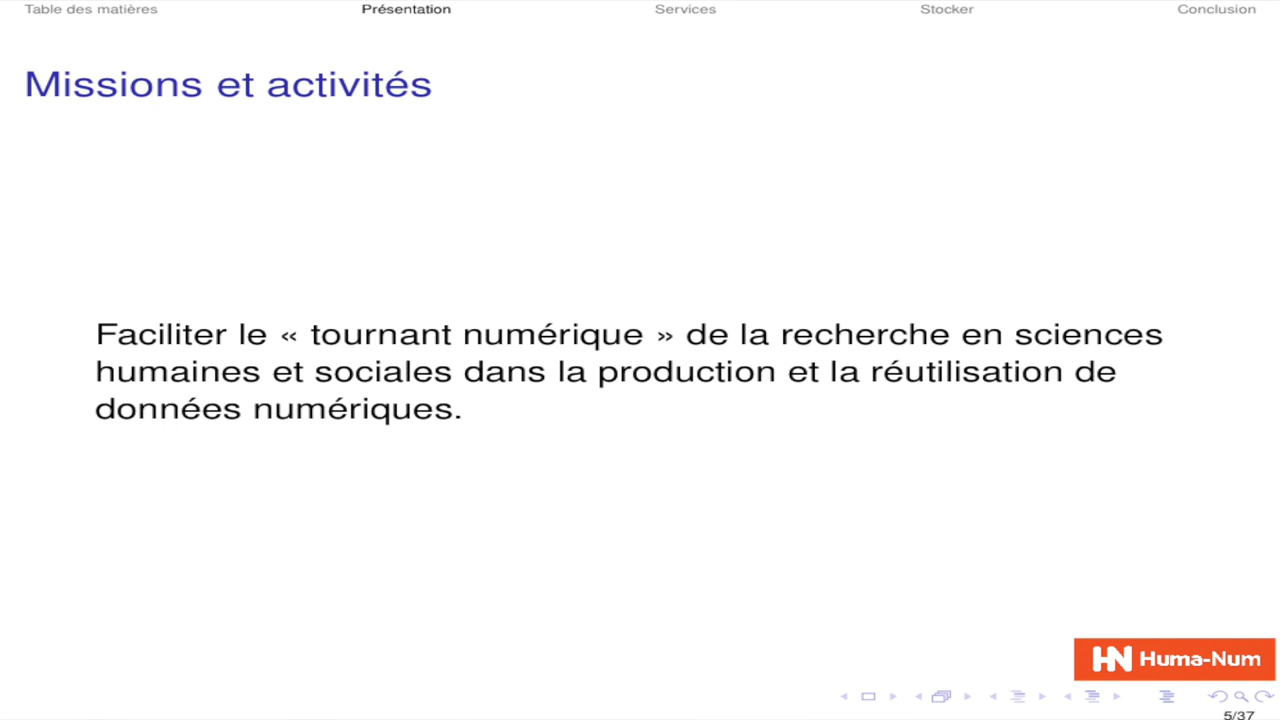 Table des matières Présentation Services Stocker Conclusion
Missions et activités
Faciliter le « tournant numérique » de la recherche en sciences
humaines et sociales dans la production et la réutilisation de
données numériques.
HN Huma-Num
5/37